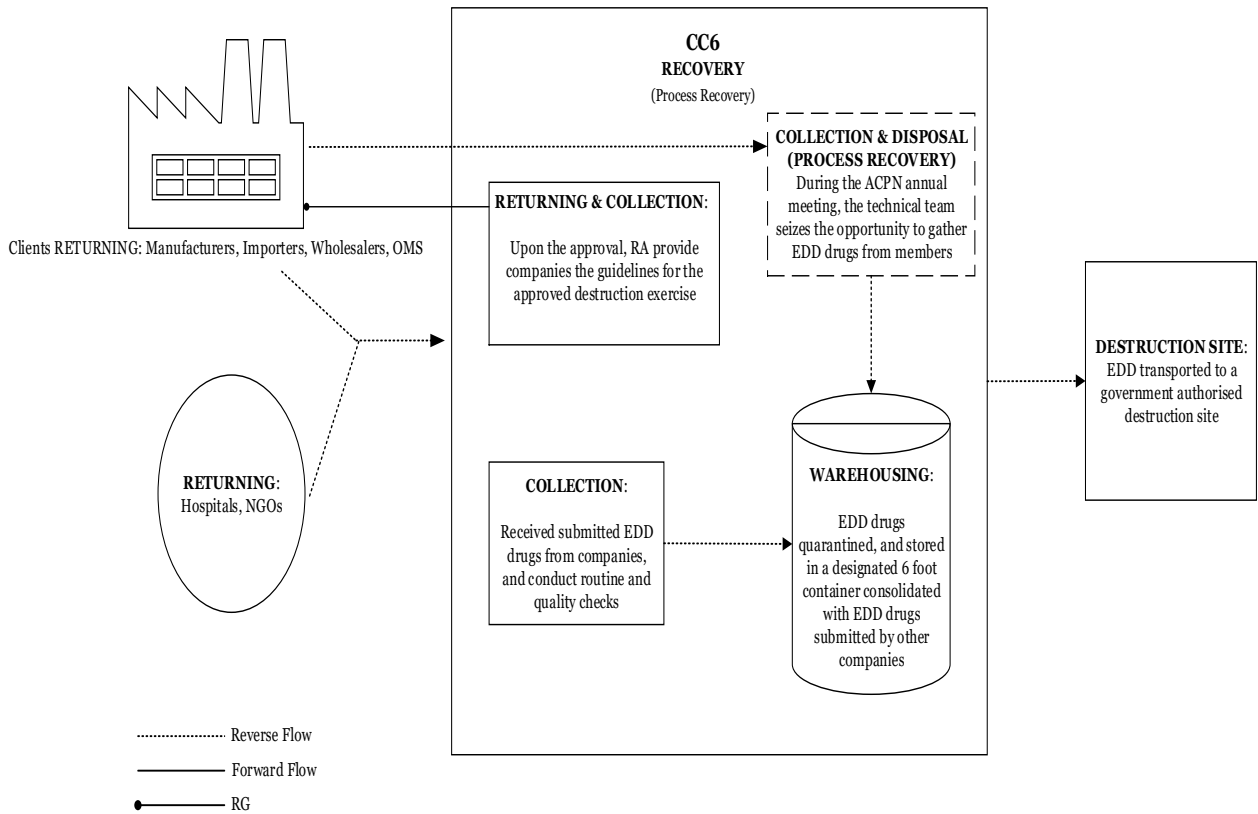 CC6
RECOVERY
(Process Recovery)
COLLECTION & DISPOSAL
(PROCESS RECOVERY)
During the ACPN annual
meeting, the technical team
seizes the opportunity to gather
EDD drugs from members
RETURNING & COLLECTION:
Upon the approval, RA provide
companies the guidelines for the
approved destruction exercise
Clients RETURNING: Manufacturers, Importers, Wholesalers, OMS
DESTRUCTION SITE:
EDD transported to a
government authorised
destruction site
RETURNING:
Hospitals, NGOs
COLLECTION:
Received submitted EDD
drugs from companies,
and conduct routine and
quality checks
WAREHOUSING:
EDD drugs
quarantined, and stored
in a designated 6 foot
container consolidated
with EDD drugs
submitted by other
companies
Reverse Flow
Forward Flow
RG